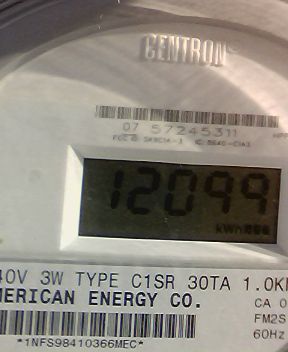 CENTRON®
07 57245311
12099
kWh
40V 3W TYPE C1SR 30TA 1.0K
MERICAN ENERGY CO.
CA 0
FM2S
60Hz
*1NFS98410366MEC*